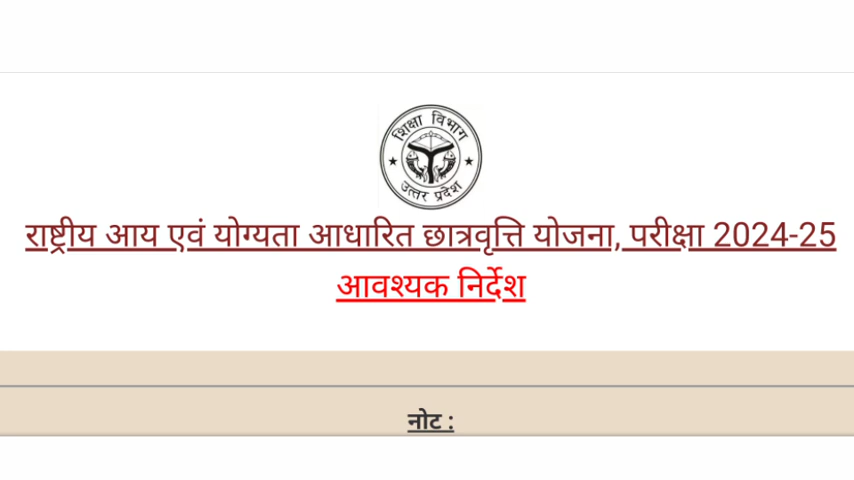 शिक्षा विभाग
उत्तर प्रदेश
राष्ट्रीय आय एवं योग्यता आधारित छात्रवृत्ति योजना, परीक्षा 2024-25
आवश्यक निर्देश
नोट :